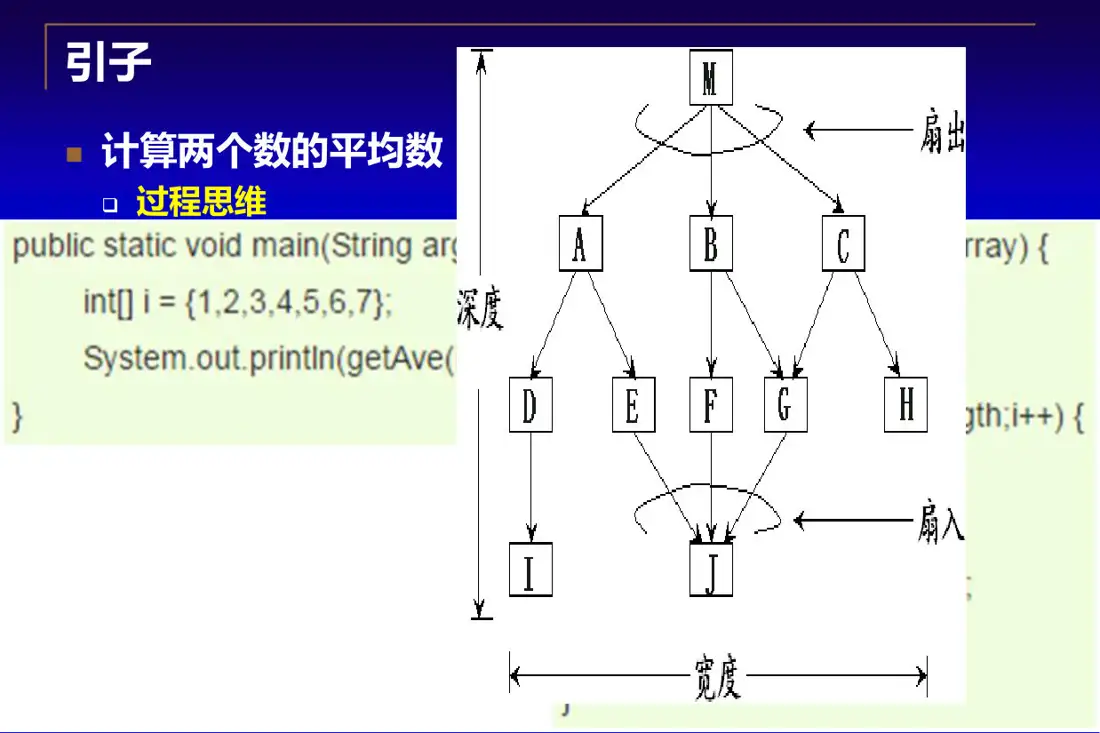 引子
计算两个数的平均数
过程思维
public static void main(String arg
int[] i = {1,2,3,4,5,6,7};
System.out.println(getAve(
}
rray) {
gth;i++) {
;
}
M
扇出
A B C
深度
D E F G H
扇入
I J
宽度